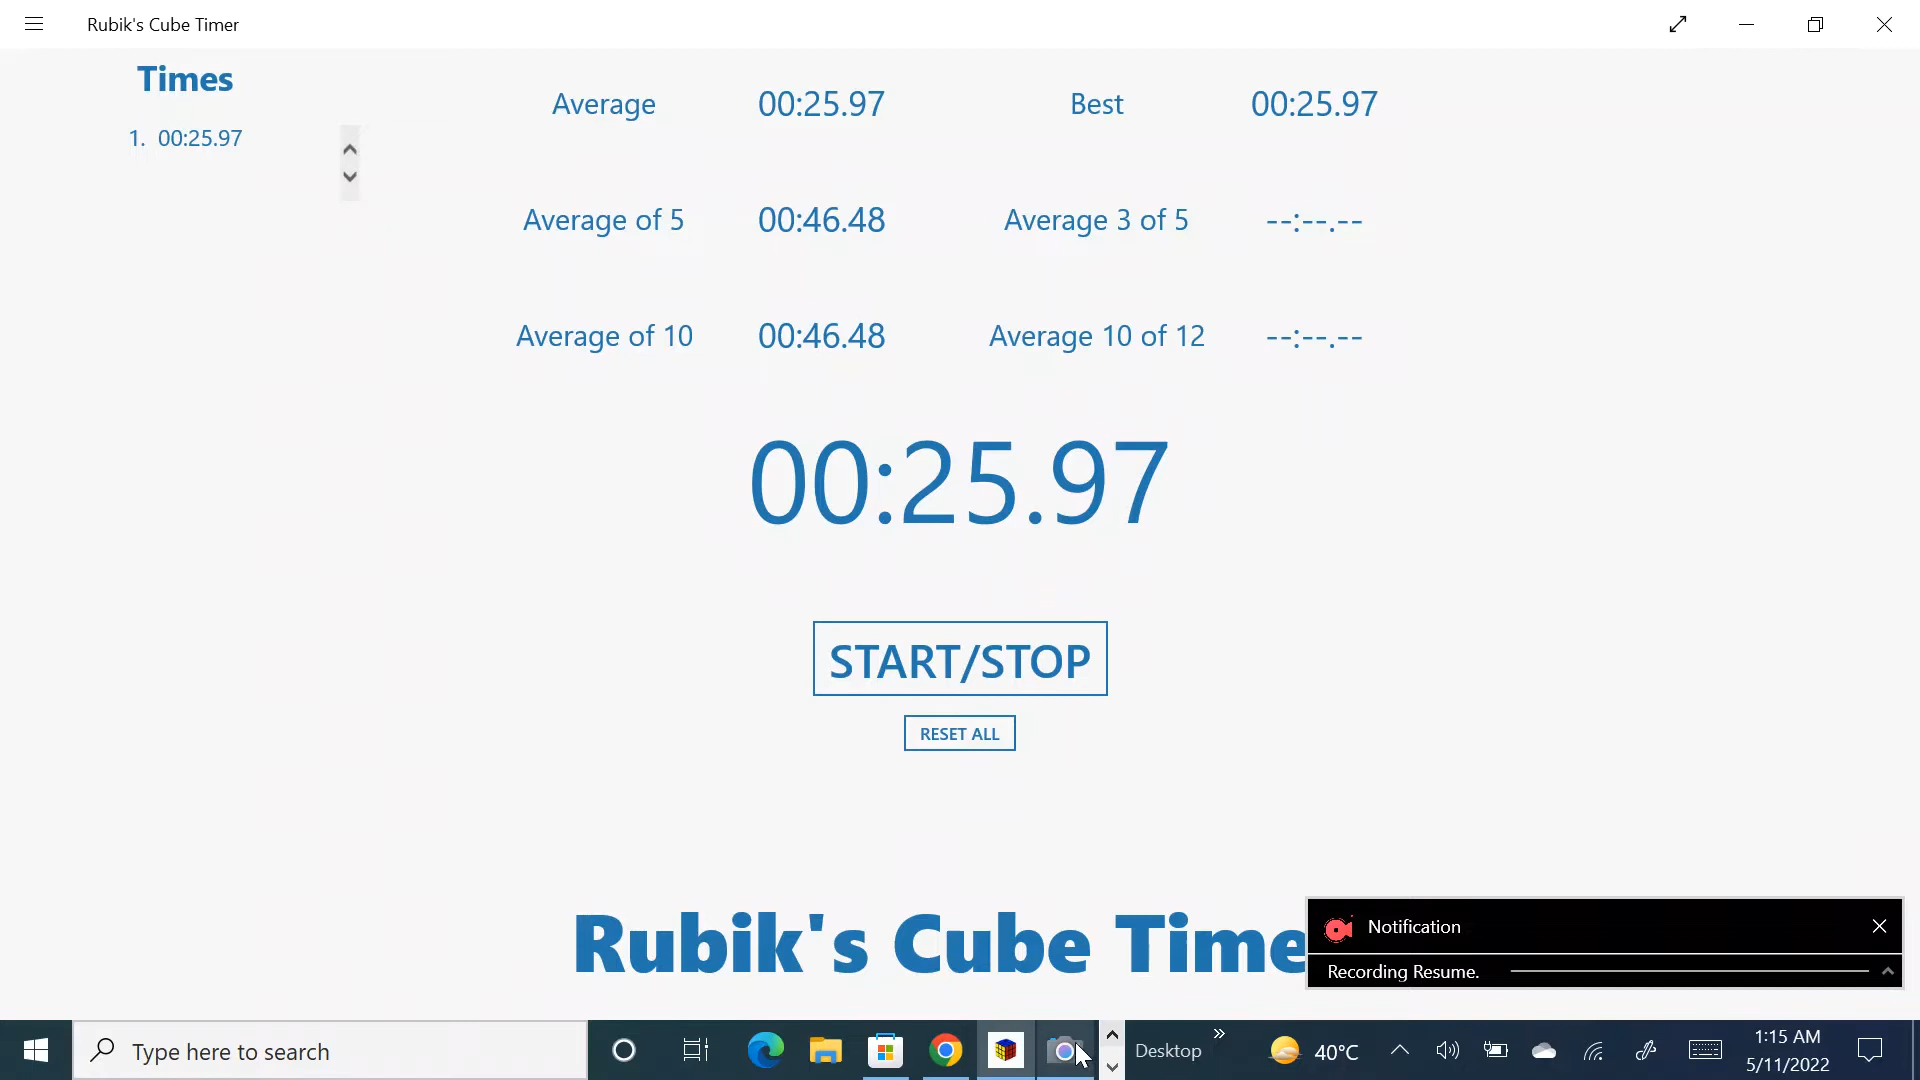 Rubik's Cube Timer
Times
1. 00:25.97
Average 00:25.97 Best 00:25.97
Average of 5 00:46.48 Average 3 of 5 --:--.--
Average of 10 00:46.48 Average 10 of 12 --:--.--
00:25.97
START/STOP
RESET ALL
Rubik's Cube Time
Notification
Recording Resume.
Type here to search
Desktop
40°C
1:15 AM
5/11/2022